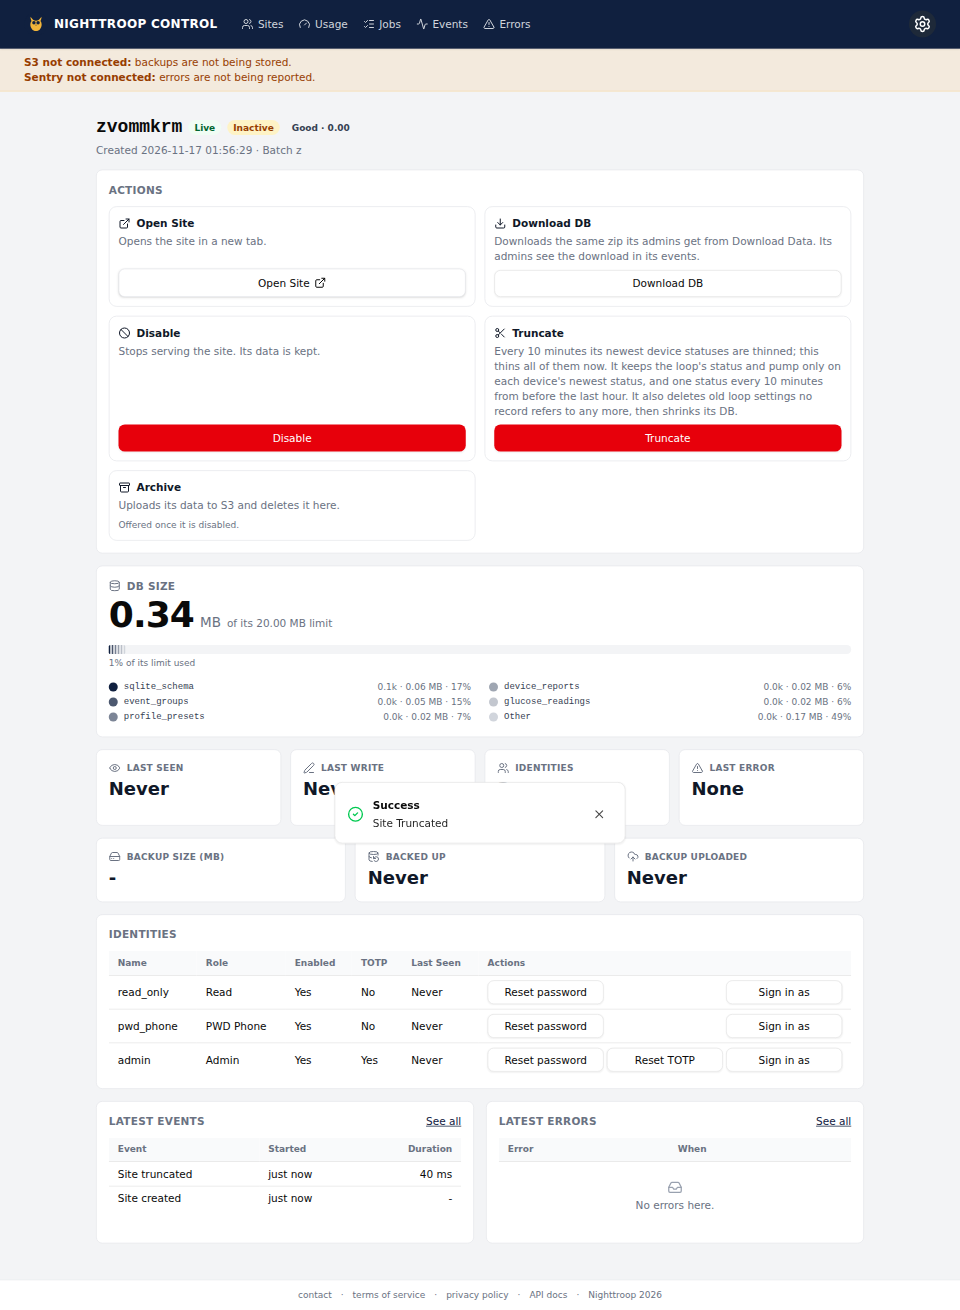 NIGHTTROOP CONTROL Sites Usage Jobs Events Errors
S3 not connected: backups are not being stored.
Sentry not connected: errors are not being reported.
zvommkrm Live Inactive Good · 0.00
Created 2026-11-17 01:56:29 · Batch z
ACTIONS
Open Site
Opens the site in a new tab.
Open Site
Download DB
Downloads the same zip its admins get from Download Data. Its
admins see the download in its events.
Download DB
Disable
Stops serving the site. Its data is kept.
Disable
Truncate
Every 10 minutes its newest device statuses are thinned; this
thins all of them now. It keeps the loop's status and pump only on
each device's newest status, and one status every 10 minutes
from before the last hour. It also deletes old loop settings no
record refers to any more, then shrinks its DB.
Truncate
Archive
Uploads its data to S3 and deletes it here.
Offered once it is disabled.
DB SIZE
0.34 MB of its 20.00 MB limit
1% of its limit used
sqlite_schema 0.1k · 0.06 MB · 17%
event_groups 0.0k · 0.05 MB · 15%
profile_presets 0.0k · 0.02 MB · 7%
device_reports 0.0k · 0.02 MB · 6%
glucose_readings 0.0k · 0.02 MB · 6%
Other 0.0k · 0.17 MB · 49%
LAST SEEN
Never
LAST WRITE
IDENTITIES
LAST ERROR
None
Success
Site Truncated
BACKUP SIZE (MB)
-
BACKED UP
Never
BACKUP UPLOADED
Never
IDENTITIES
Name Role Enabled TOTP Last Seen Actions
read_only Read Yes No Never Reset password Sign in as
pwd_phone PWD Phone Yes No Never Reset password Sign in as
admin Admin Yes Yes Never Reset password Reset TOTP Sign in as
LATEST EVENTS See all
Event Started Duration
Site truncated just now 40 ms
Site created just now -
LATEST ERRORS See all
Error When
No errors here.
contact · terms of service · privacy policy · API docs · Nighttroop 2026